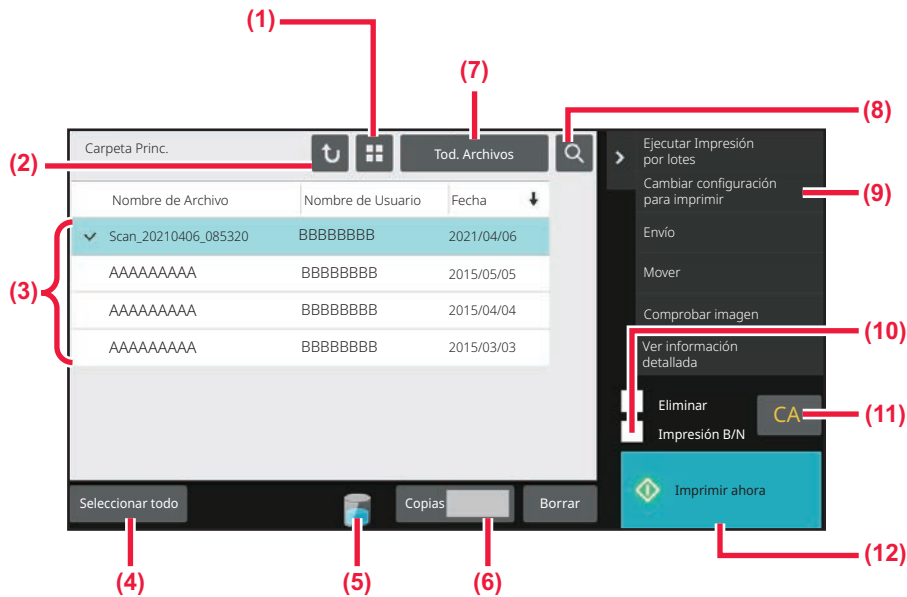 (1)
(7)
(8)
(2)
Carpeta Princ.
Tod. Archivos
Nombre de Archivo Nombre de Usuario Fecha
(3)
Scan_20210406_085320 BBBBBBBB 2021/04/06
AAAAAAAAA BBBBBBBB 2015/05/05
AAAAAAAAA BBBBBBBB 2015/04/04
AAAAAAAAA BBBBBBBB 2015/03/03
Ejecutar Impresión
por lotes
Cambiar configuración
para imprimir
(9)
Envío
Mover
Comprobar imagen
(10)
Ver información
detallada
Eliminar
CA
(11)
Impresión B/N
Seleccionar todo
Copias
Borrar
Imprimir ahora
(12)
(4)
(5)
(6)